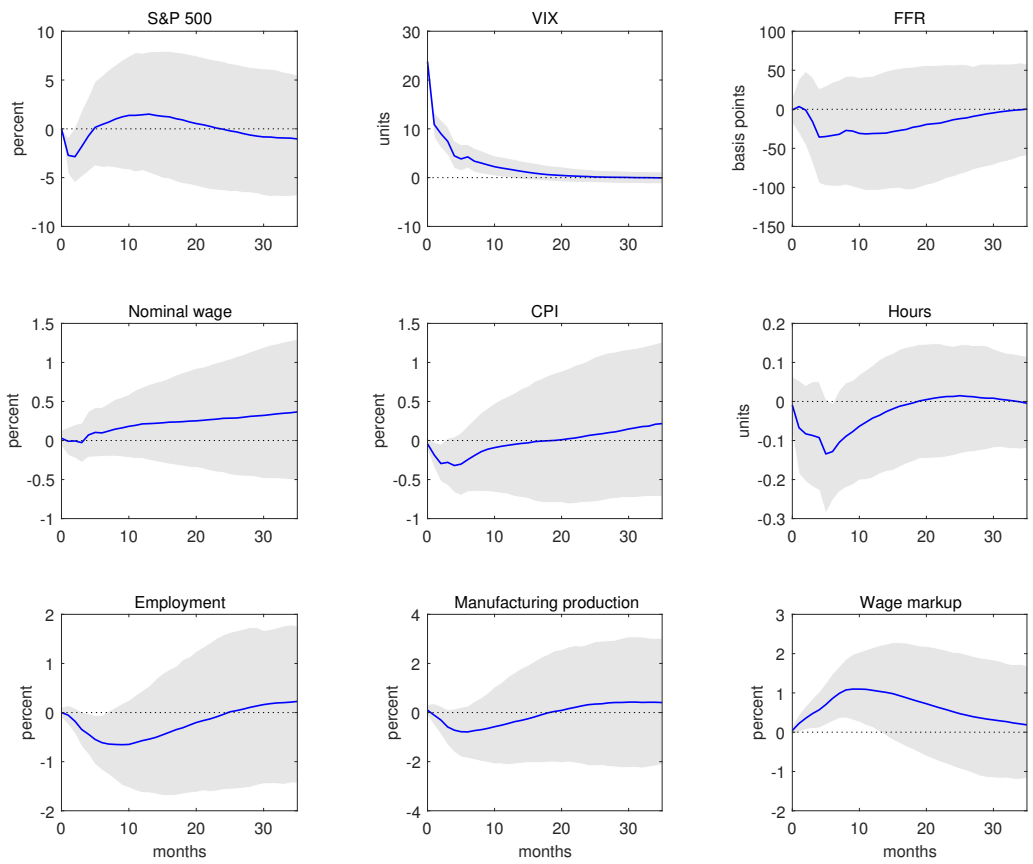 S&P 500
VIX
FFR
percent
units
basis points
10
5
0
-5
-10
30
20
10
0
-10
100
50
0
-50
-100
-150
0 10 20 30
0 10 20 30
0 10 20 30
Nominal wage
CPI
Hours
percent
percent
units
1.5
1
0.5
0
-0.5
-1
1.5
1
0.5
0
-0.5
-1
0.2
0.1
0
-0.1
-0.2
-0.3
0 10 20 30
0 10 20 30
0 10 20 30
Employment
Manufacturing production
Wage markup
percent
percent
percent
2
1
0
-1
-2
4
2
0
-2
-4
3
2
1
0
-1
-2
0 10 20 30
0 10 20 30
0 10 20 30
months
months
months